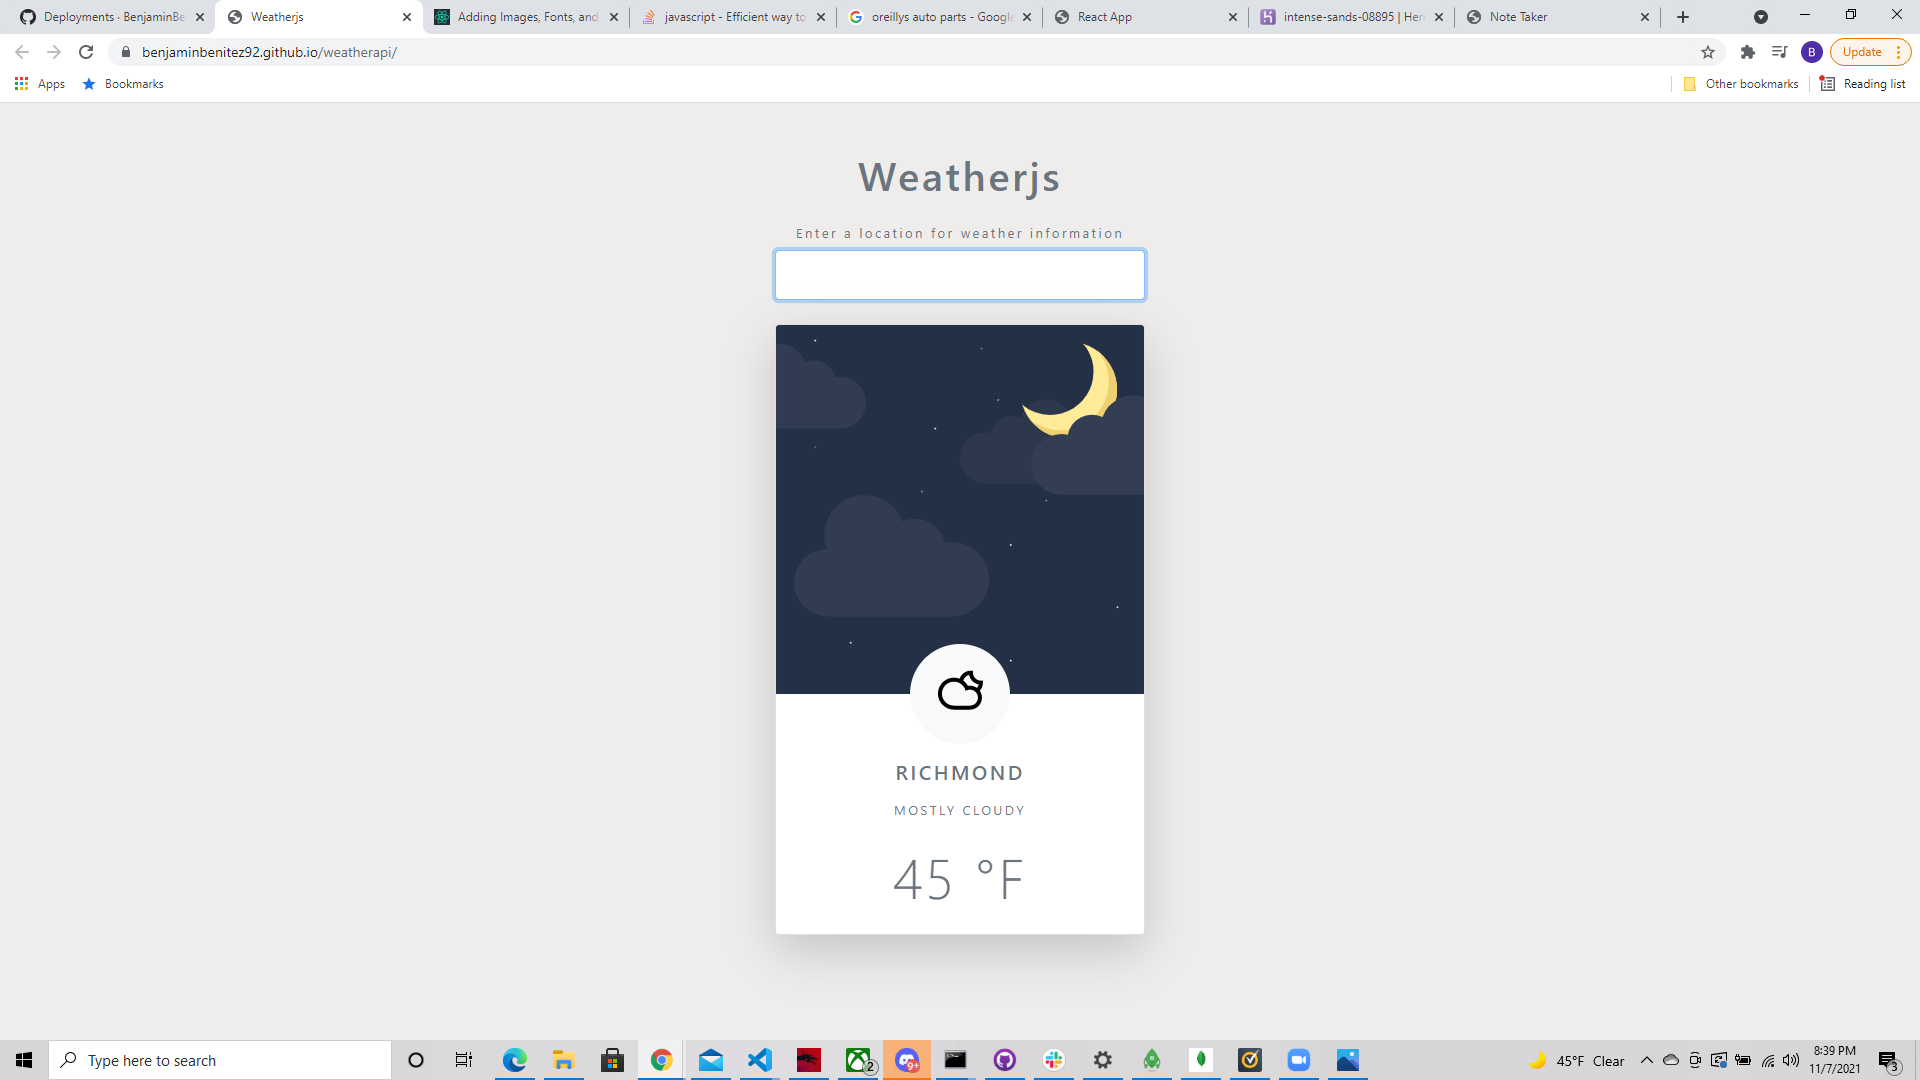 Deployments · BenjaminBe
Weatherjs
Adding Images, Fonts, and
javascript - Efficient way to
oreillys auto parts - Google
React App
intense-sands-08895 | Her
Note Taker
benjaminbenitez92.github.io/weatherapi/
B
Update
Apps
Bookmarks
Other bookmarks
Reading list
Weatherjs
Enter a location for weather information
RICHMOND
MOSTLY CLOUDY
45 °F
Type here to search
2
9+
45°F Clear
8:39 PM
11/7/2021
3